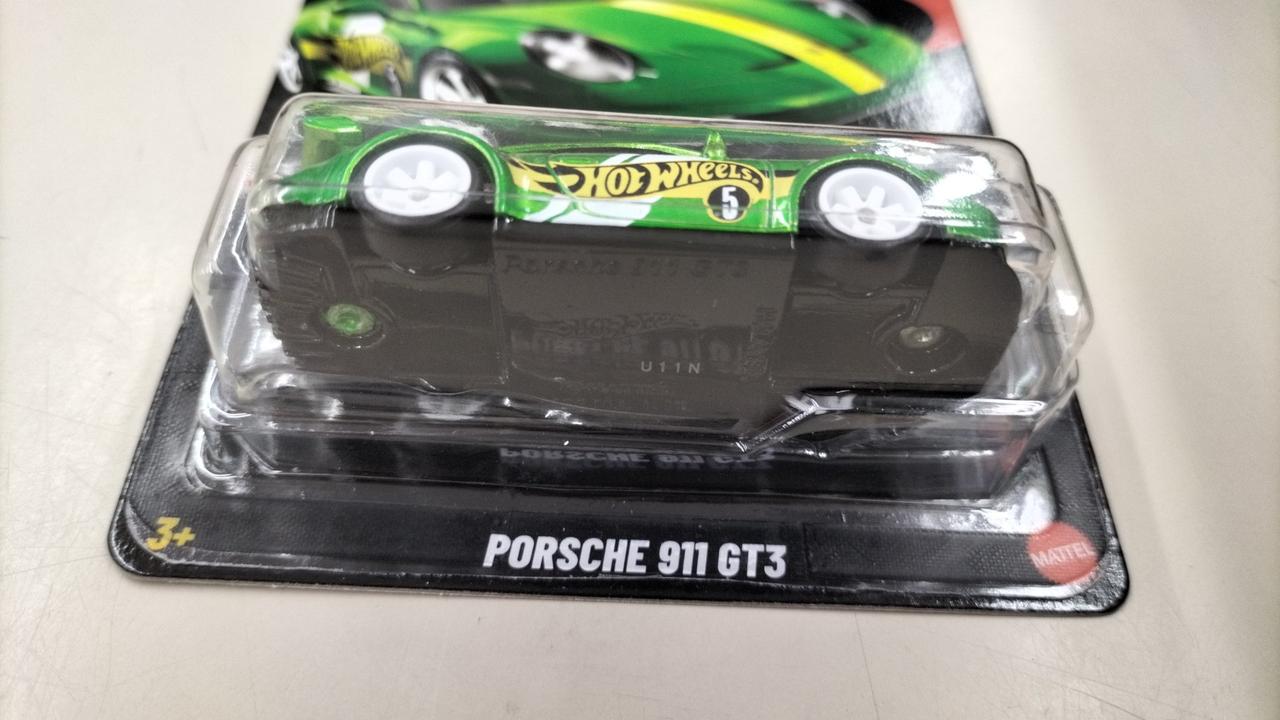 HOT WHEELS.
5
Porsche 911 GT3
U11N
3+
PORSCHE 911 GT3
MATTEL